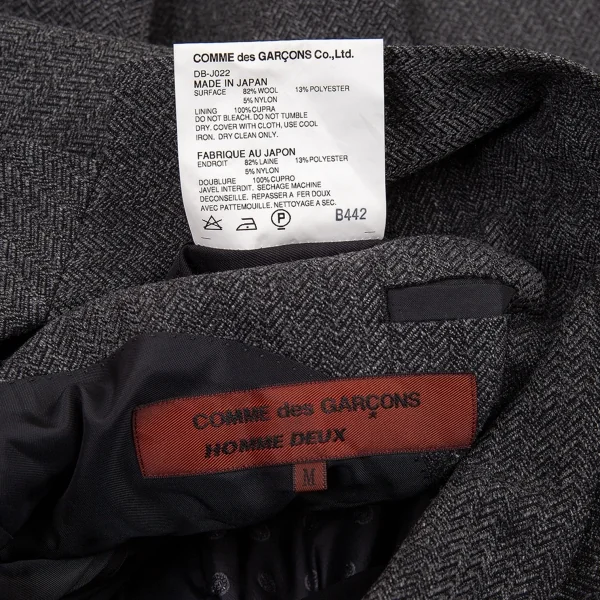 COMME des GARÇONS Co.,Ltd.
DB-J022
MADE IN JAPAN
SURFACE 82% WOOL 13% POLYESTER
5% NYLON
LINING 100% CUPRA
DO NOT BLEACH. DO NOT TUMBLE
DRY. COVER WITH CLOTH, USE COOL
IRON. DRY CLEAN ONLY.
FABRIQUE AU JAPON
ENDROIT 82% LAINE 13% POLYESTER
5% NYLON
DOUBLURE 100% CUPRO
JAVEL INTERDIT. SECHAGE MACHINE
DECONSEILLE. REPASSER A FER DOUX
AVEC PATTEMOUILLE. NETTOYAGE A SEC.
P B442
COMME des GARÇONS
HOMME DEUX
M